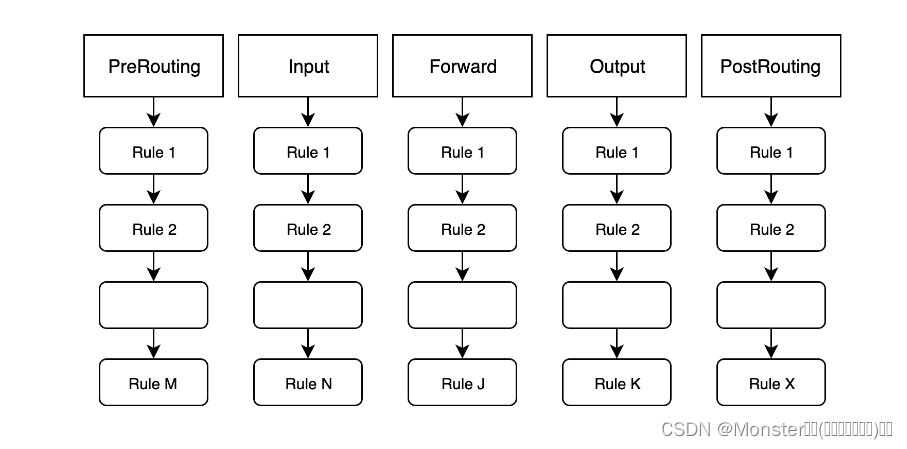 PreRouting
Input
Forward
Output
PostRouting
Rule 1
Rule 1
Rule 1
Rule 1
Rule 1
Rule 2
Rule 2
Rule 2
Rule 2
Rule 2
Rule M
Rule N
Rule J
Rule K
Rule X
CSDN @Monster